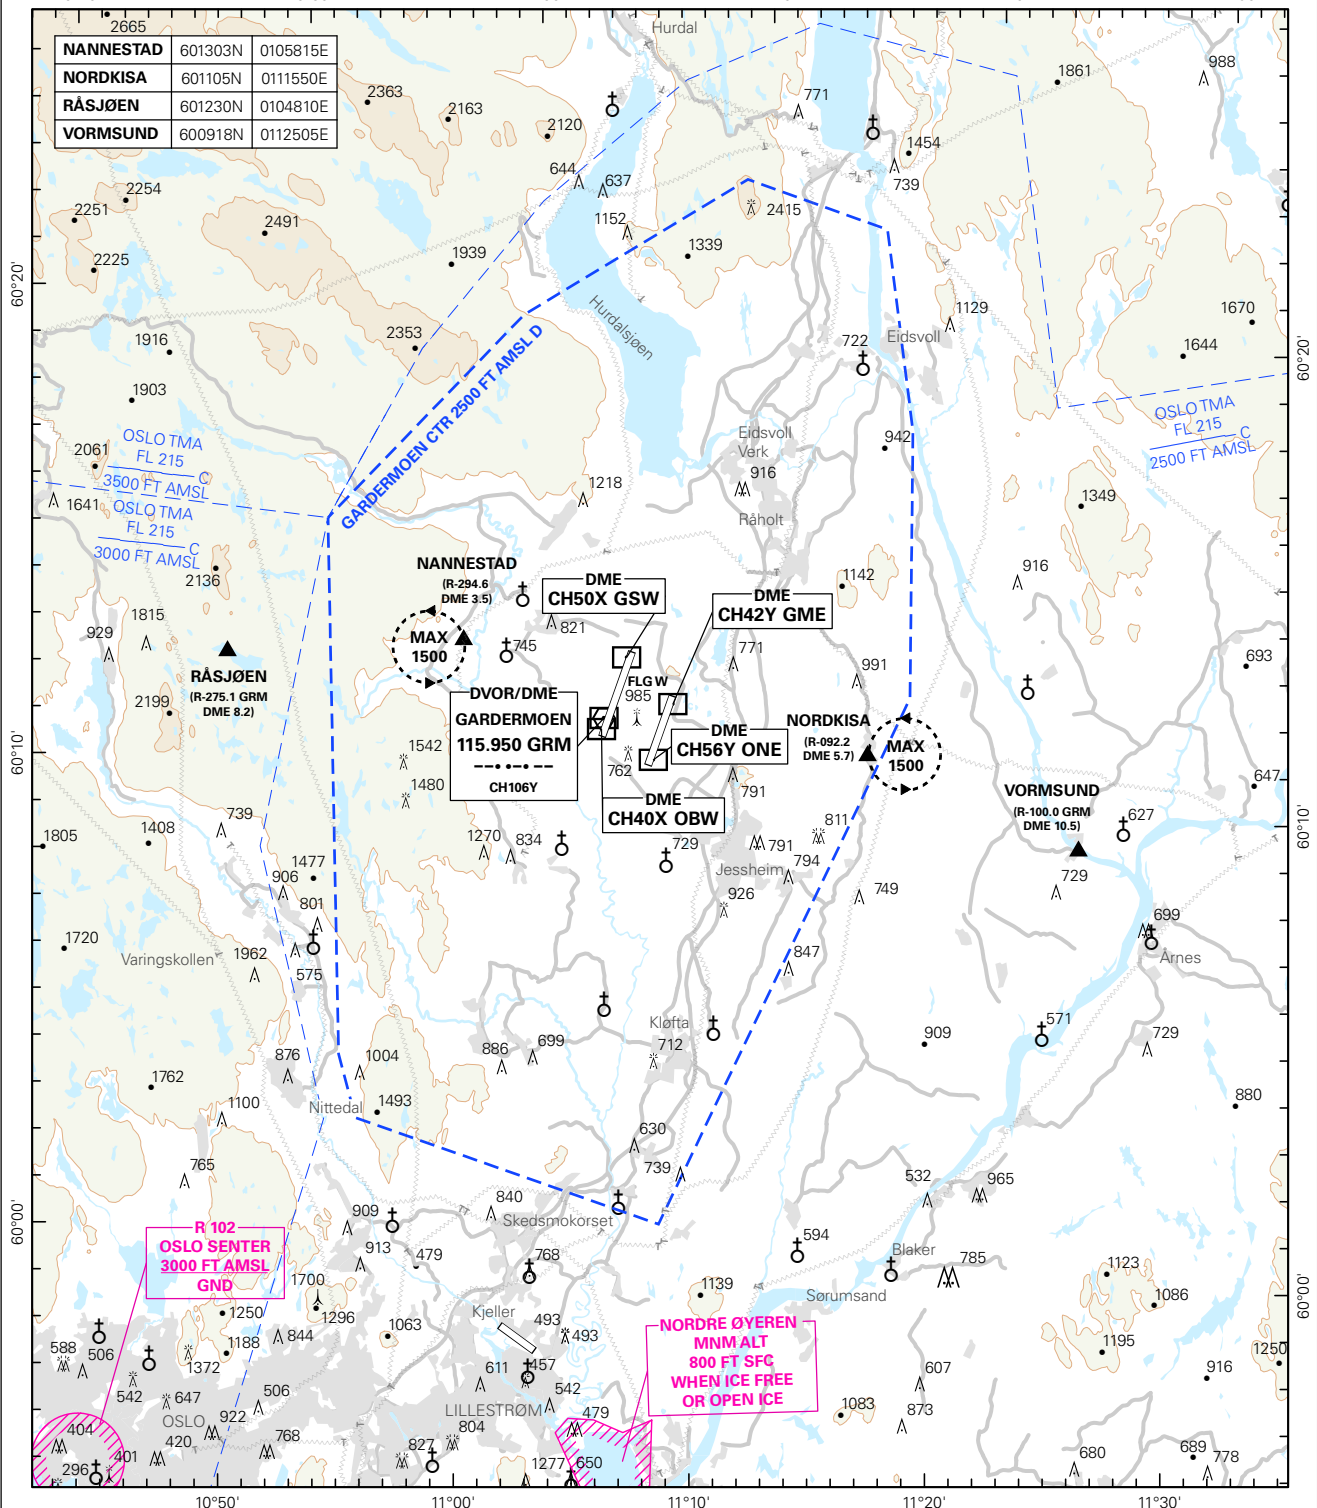 2665
Hurdal
NANNESTAD 601303N 0105815E
NORDKISA 601105N 0111550E
RÅSJØEN 601230N 0104810E
VORMSUND 600918N 0112505E
1861
988
2363
2163
2120
771
1454
739
644
637
2254
2251
2491
2225
1152
2415
1339
1939
60°20'
Hurdalsjøen
1129
1670
2353
1916
722
Eidsvoll
1644
60°20'
1903
GARDERMOEN CTR 2500 FT AMSL D
OSLO TMA
FL 215
C
2500 FT AMSL
OSLO TMA
FL 215
C
3500 FT AMSL
2061
Eidsvoll
Verk
942
916
1218
1641
OSLO TMA
FL 215
C
3000 FT AMSL
1349
Råholt
2136
NANNESTAD
(R-294.6
DME 3.5)
DME
CH50X GSW
DME
CH42Y GME
1142
916
1815
929
MAX
1500
745
821
771
693
RÅSJØEN
(R-275.1 GRM
DME 8.2)
991
FLG W
985
2199
DVOR/DME
GARDERMOEN
115.950 GRM
CH106Y
NORDKISA
(R-092.2
DME 5.7)
MAX
1500
DME
CH56Y ONE
60°10'
1542
762
1480
791
DME
CH40X OBW
VORMSUND
(R-100.0 GRM
DME 10.5)
647
739
811
627
60°10'
1805
1408
1270
834
729
791
Jessheim
794
1477
906
729
749
926
801
699
1720
Varingskollen
1962
575
847
Arnes
Kløfta
712
571
909
876
1004
886
699
729
1762
1100
Nittedal
1493
880
630
765
739
532
965
840
909
Skedsmokorset
60°00'
R 102
OSLO SENTER
3000 FT AMSL
GND
913
479
768
594
Blaker
785
1123
1700
1250
1296
1139
Sørumsand
1086
60°00'
Kjeller
493
493
NORDRE ØYEREN
MNM ALT
800 FT SFC
WHEN ICE FREE
OR OPEN ICE
844
1063
1188
588
506
1372
1195
1250
916
611
457
607
542
647
506
542
LILLESTRØM
1083
OSLO
922
479
873
404
420
768
804
827
296
401
1277
650
680
689
778
10°50'
11°00'
11°10'
11°20'
11°30'